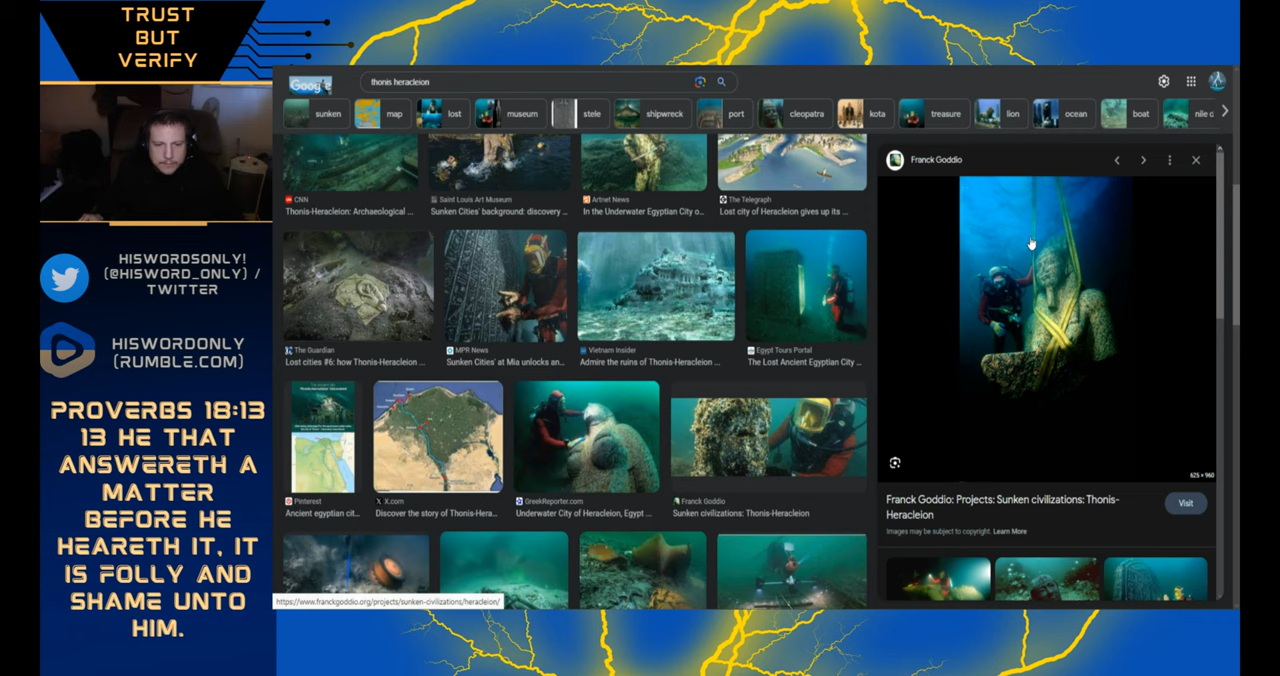 TRUST
BUT
VERIFY
HISWORDSONLY!
(@HISWORD_ONLY) /
TWITTER
HISWORDONLY
(RUMBLE.COM)
PROVERBS 18:13
13 HE THAT
ANSWERETH A
MATTER
BEFORE HE
HEARETH IT, IT
IS FOLLY AND
SHAME UNTO
HIM.
Google
thonis heracleion
sunken
map
lost
museum
stele
shipwreck
port
cleopatra
kota
treasure
lion
ocean
boat
nile d
CNN
Thonis-Heracleion: Archaeological ...
Saint Louis Art Museum
Sunken Cities' background: discovery ...
Artnet News
In the Underwater Egyptian City o...
The Telegraph
Lost city of Heracleion gives up its ...
The Guardian
Lost cities #6: how Thonis-Heracleion ...
MPR News
Sunken Cities' at Mia unlocks an...
Vietnam Insider
Admire the ruins of Thonis-Heracleion ...
Egypt Tours Portal
The Lost Ancient Egyptian City ...
Pinterest
Ancient egyptian cit...
X.com
Discover the story of Thonis-Hera...
GreekReporter.com
Underwater City of Heracleion, Egypt ...
Franck Goddio
Sunken civilizations: Thonis-Heracleion
https://www.franckgoddio.org/projects/sunken-civilizations/heracleion/
Franck Goddio
625 × 960
Franck Goddio: Projects: Sunken civilizations: Thonis-
Heracleion
Visit
Images may be subject to copyright. Learn More